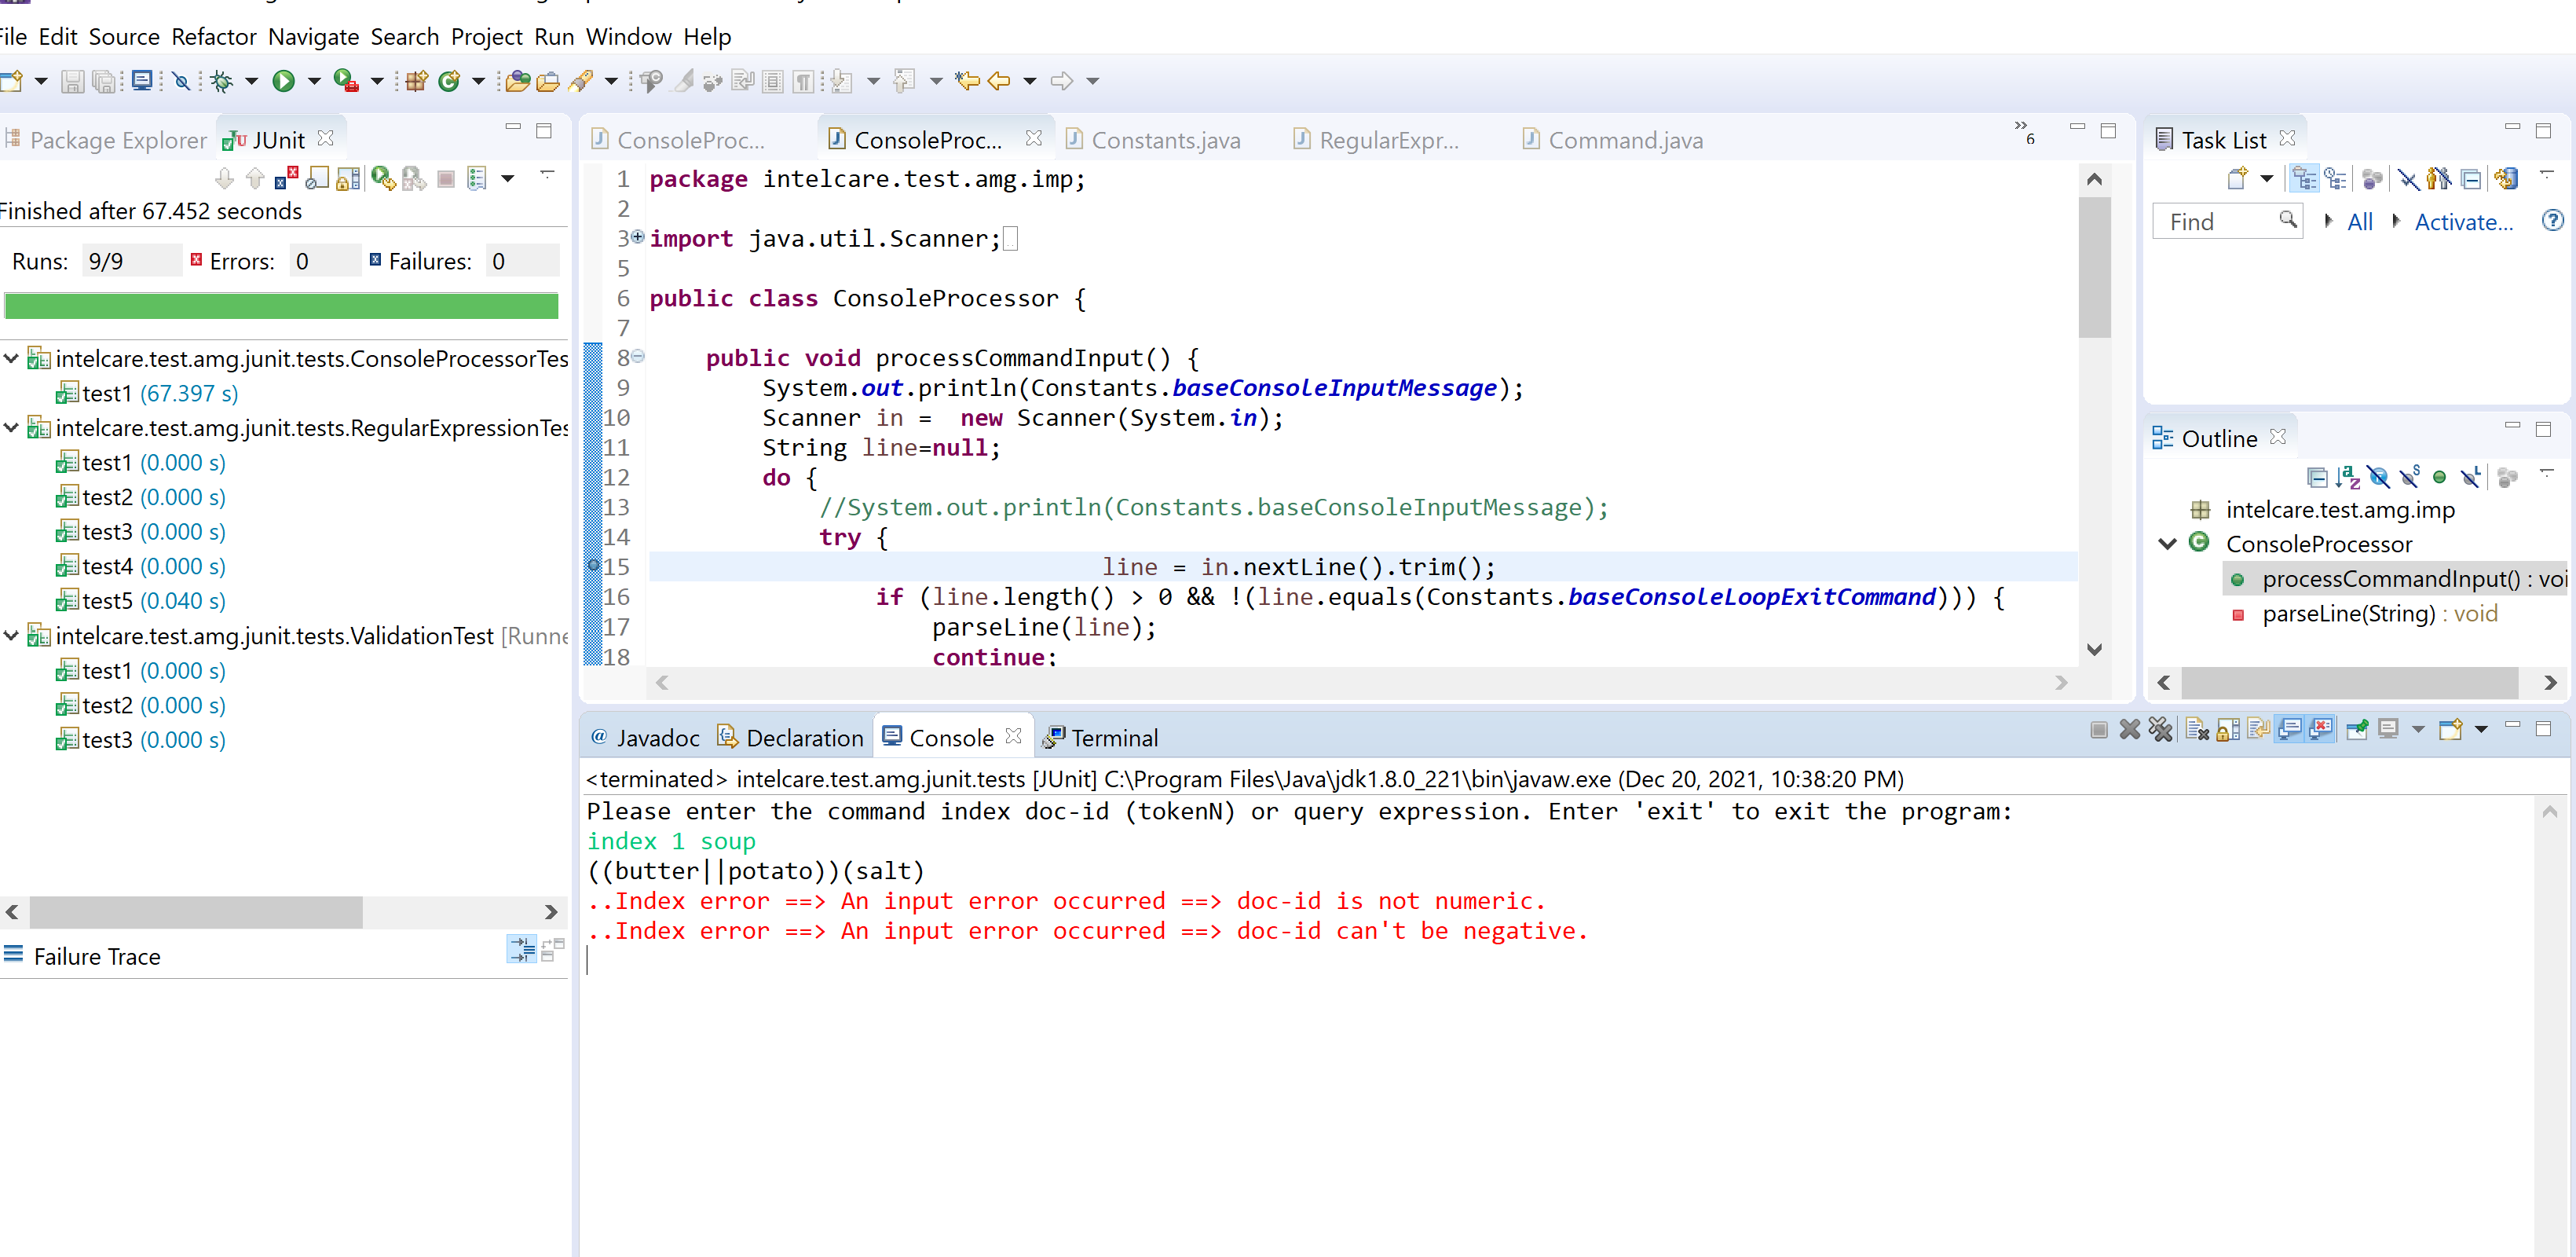 File Edit Source Refactor Navigate Search Project Run Window Help
Package Explorer JUnit
Finished after 67.452 seconds
Runs: 9/9 Errors: 0 Failures: 0
intelcare.test.amg.junit.tests.ConsoleProcessorTes
test1 (67.397 s)
intelcare.test.amg.junit.tests.RegularExpressionTes
test1 (0.000 s)
test2 (0.000 s)
test3 (0.000 s)
test4 (0.000 s)
test5 (0.040 s)
intelcare.test.amg.junit.tests.ValidationTest [Runne
test1 (0.000 s)
test2 (0.000 s)
test3 (0.000 s)
Failure Trace
ConsoleProc... ConsoleProc... Constants.java RegularExpr... Command.java 6
1 package intelcare.test.amg.imp;
2
3 import java.util.Scanner;
5
6 public class ConsoleProcessor {
7
8 public void processCommandInput() {
9 System.out.println(Constants.baseConsoleInputMessage);
10 Scanner in =  new Scanner(System.in);
11 String line=null;
12 do {
13 //System.out.println(Constants.baseConsoleInputMessage);
14 try {
15 line = in.nextLine().trim();
16 if (line.length() > 0 && !(line.equals(Constants.baseConsoleLoopExitCommand))) {
17 parseLine(line);
18 continue;
Task List
Find All Activate...
Outline
intelcare.test.amg.imp
ConsoleProcessor
processCommandInput() : voi
parseLine(String) : void
@ Javadoc Declaration Console Terminal
<terminated> intelcare.test.amg.junit.tests [JUnit] C:\Program Files\Java\jdk1.8.0_221\bin\javaw.exe (Dec 20, 2021, 10:38:20 PM)
Please enter the command index doc-id (tokenN) or query expression. Enter 'exit' to exit the program:
index 1 soup
((butter||potato))(salt)
..Index error ==> An input error occurred ==> doc-id is not numeric.
..Index error ==> An input error occurred ==> doc-id can't be negative.